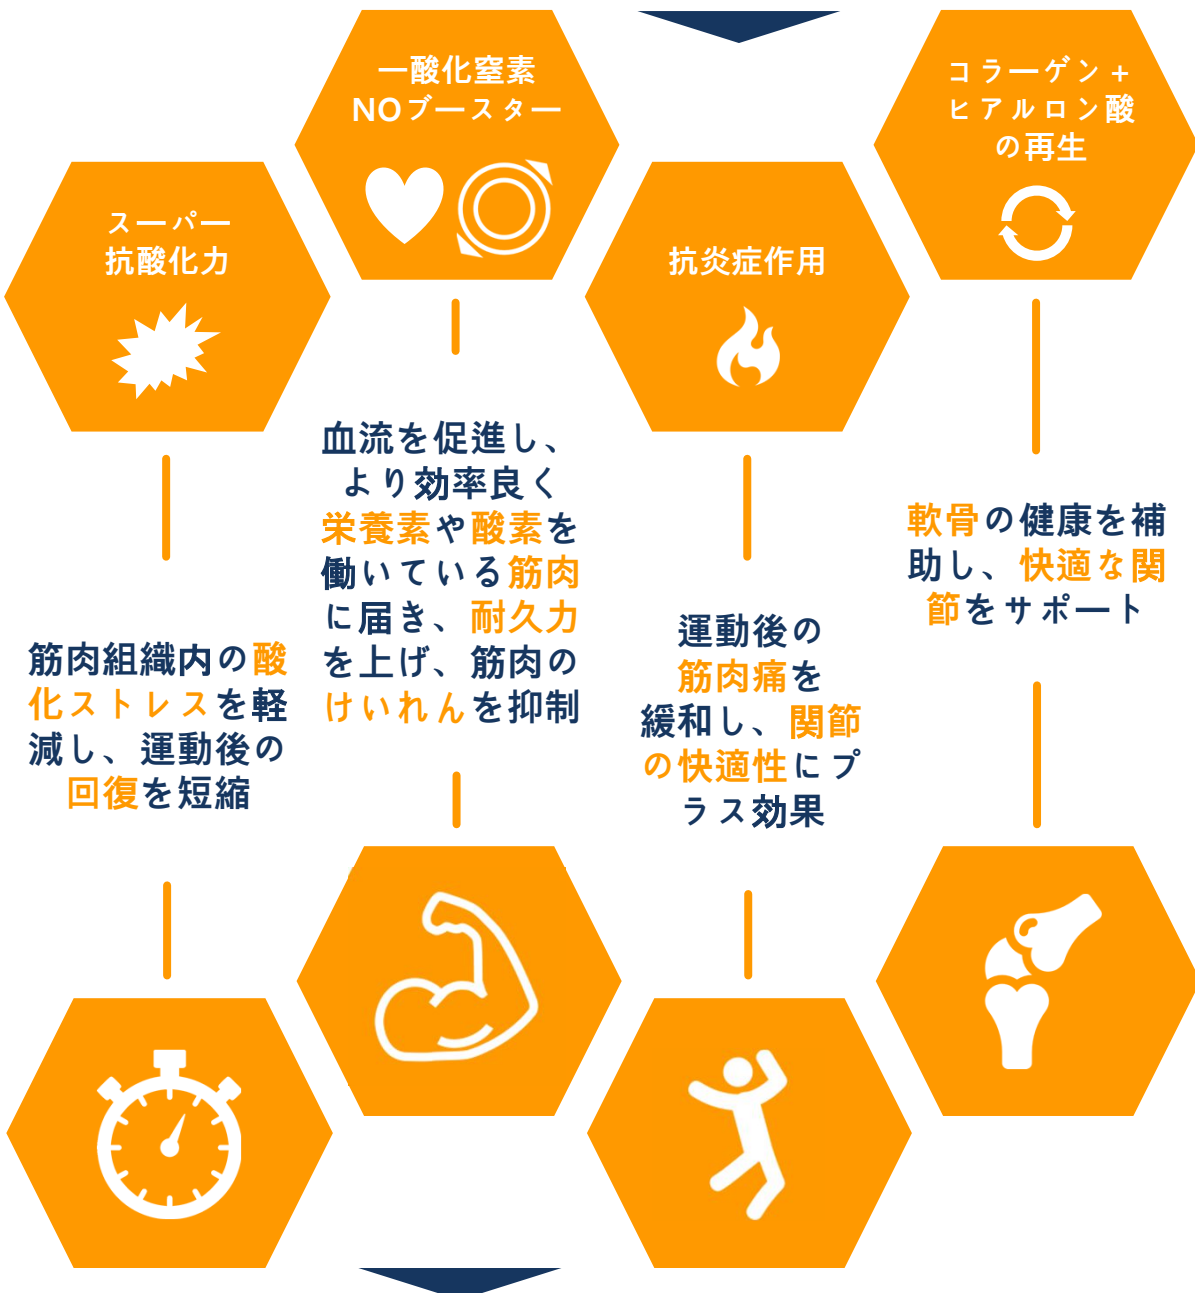 スーパー
抗酸化力
筋肉組織内の酸
化ストレスを軽
減し、運動後の
回復を短縮
一酸化窒素
NOブースター
血流を促進し、
より効率良く
栄養素や酸素を
働いている筋肉
に届き、耐久力
を上げ、筋肉の
けいれんを抑制
抗炎症作用
運動後の
筋肉痛を
緩和し、関節
の快適性にプ
ラス効果
コラーゲン+
ヒアルロン酸
の再生
軟骨の健康を補
助し、快適な関
節をサポート